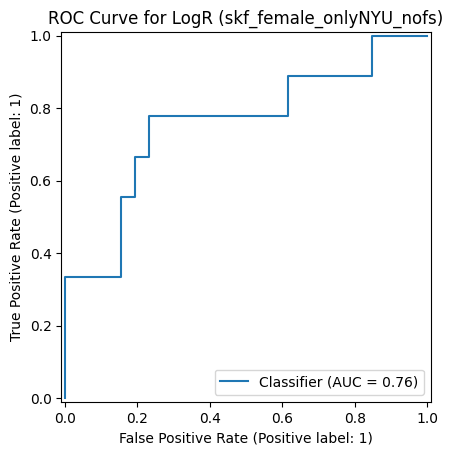 ROC Curve for LogR (skf_female_onlyNYU_nofs)
True Positive Rate (Positive label: 1)
1.0
0.8
0.6
0.4
0.2
0.0
Classifier (AUC = 0.76)
0.0 0.2 0.4 0.6 0.8 1.0
False Positive Rate (Positive label: 1)